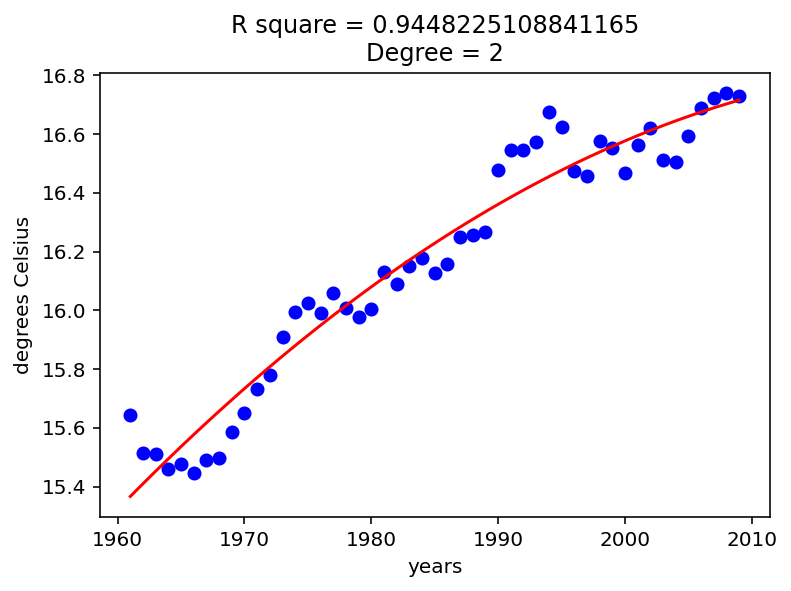 R square = 0.9448225108841165
Degree = 2
degrees Celsius
16.8
16.6
16.4
16.2
16.0
15.8
15.6
15.4
1960 1970 1980 1990 2000 2010
years